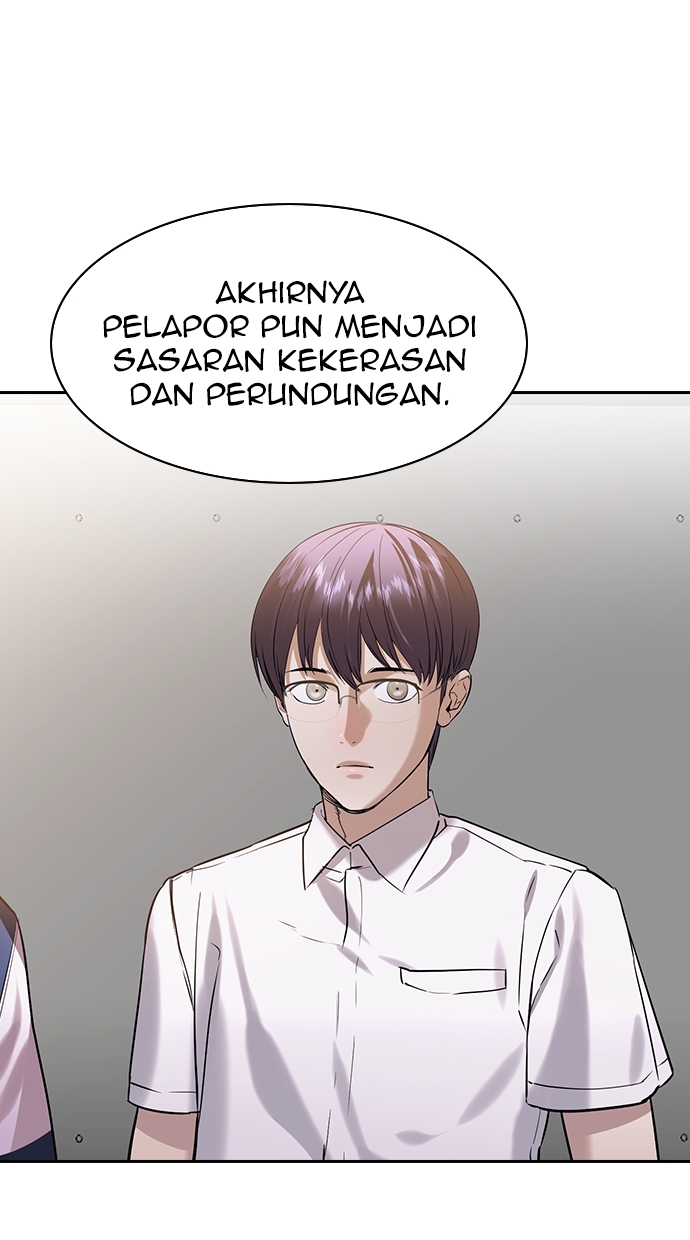 AKHIRNYA
PELAPOR PUN MENJADI
SASARAN KEKERASAN
DAN PERUNDUNGAN.